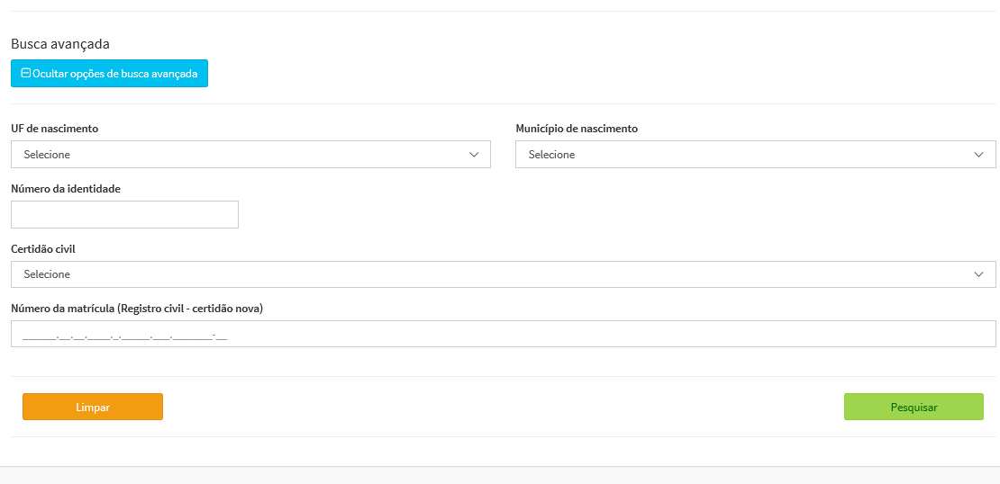 Busca avançada
Ocultar opções de busca avançada
UF de nascimento
Município de nascimento
Selecione
Selecione
Número da identidade
Certidão civil
Selecione
Número da matrícula (Registro civil - certidão nova)
______.__.__.____._._____.___._______-__
Limpar
Pesquisar